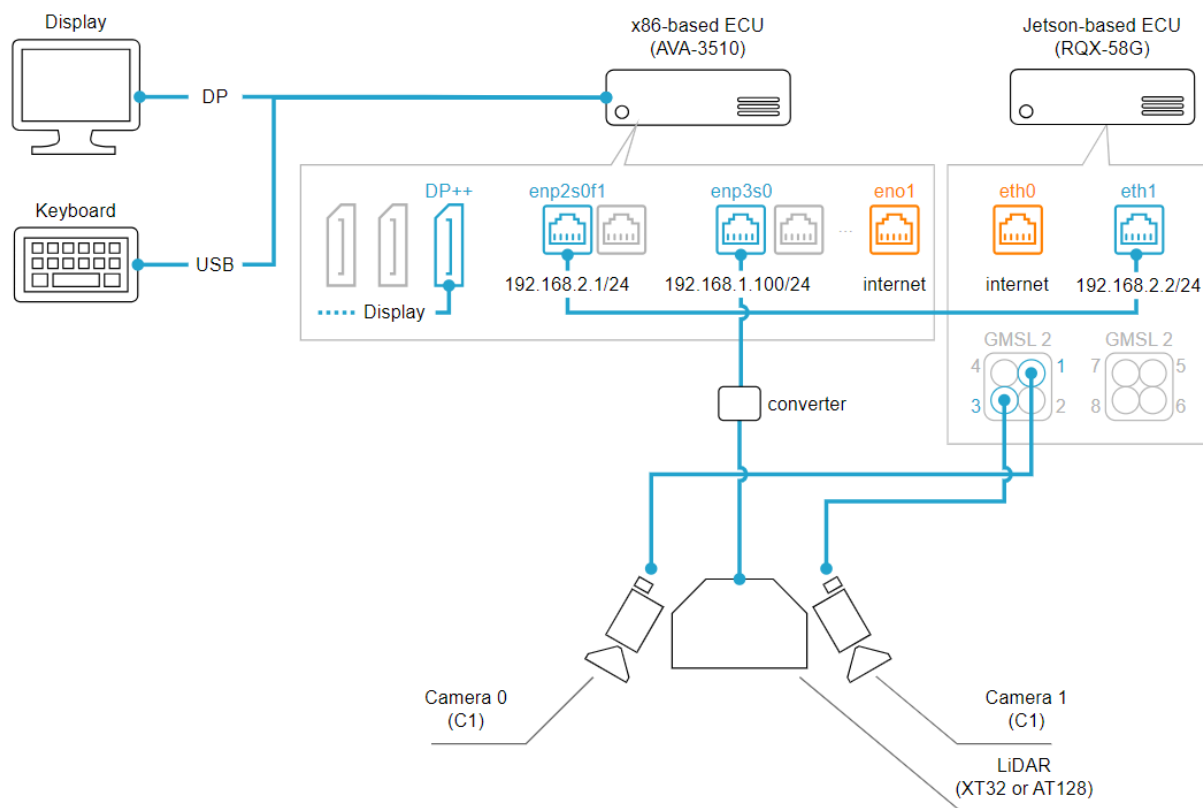 Display
x86-based ECU
(AVA-3510)
Jetson-based ECU
(RQX-58G)
DP
DP++
enp2s0f1
enp3s0
eno1
eth0
eth1
Keyboard
USB
...
192.168.2.1/24
192.168.1.100/24
internet
internet
192.168.2.2/24
Display
GMSL 2
GMSL 2
4
1
7
5
3
2
8
6
converter
Camera 0
(C1)
Camera 1
(C1)
LiDAR
(XT32 or AT128)